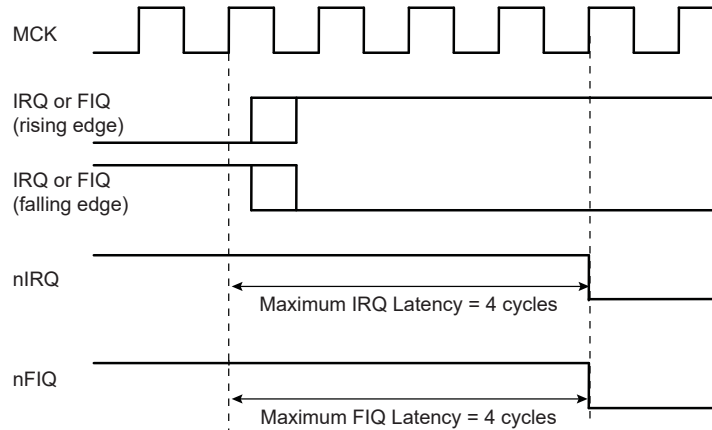 MCK
IRQ or FIQ
(rising edge)
IRQ or FIQ
(falling edge)
nIRQ
Maximum IRQ Latency = 4 cycles
nFIQ
Maximum FIQ Latency = 4 cycles